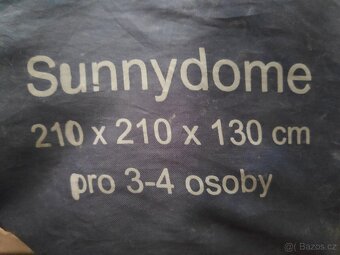 Sunnydome
210 x 210 x 130 cm
pro 3-4 osoby
Bazos.cz